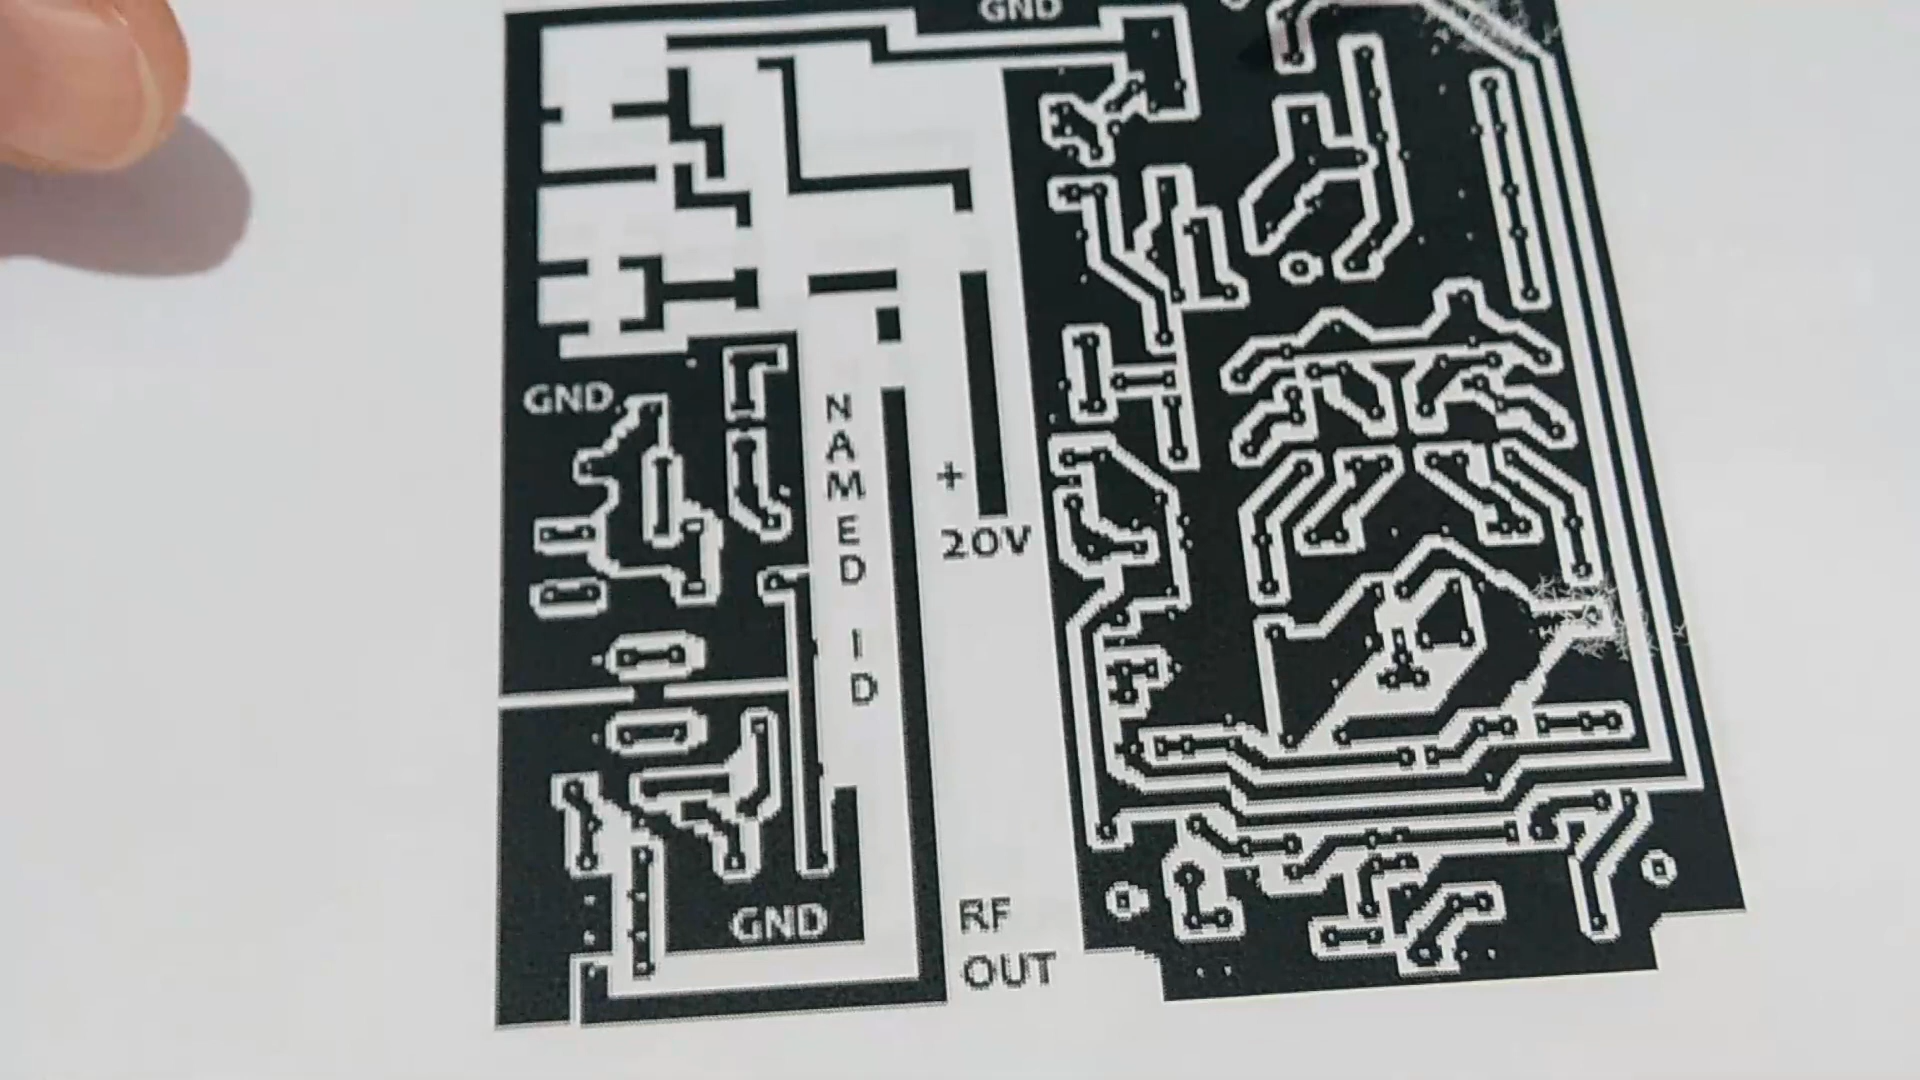 GND
GND
NAMED ID
+
20V
GND
RF
OUT